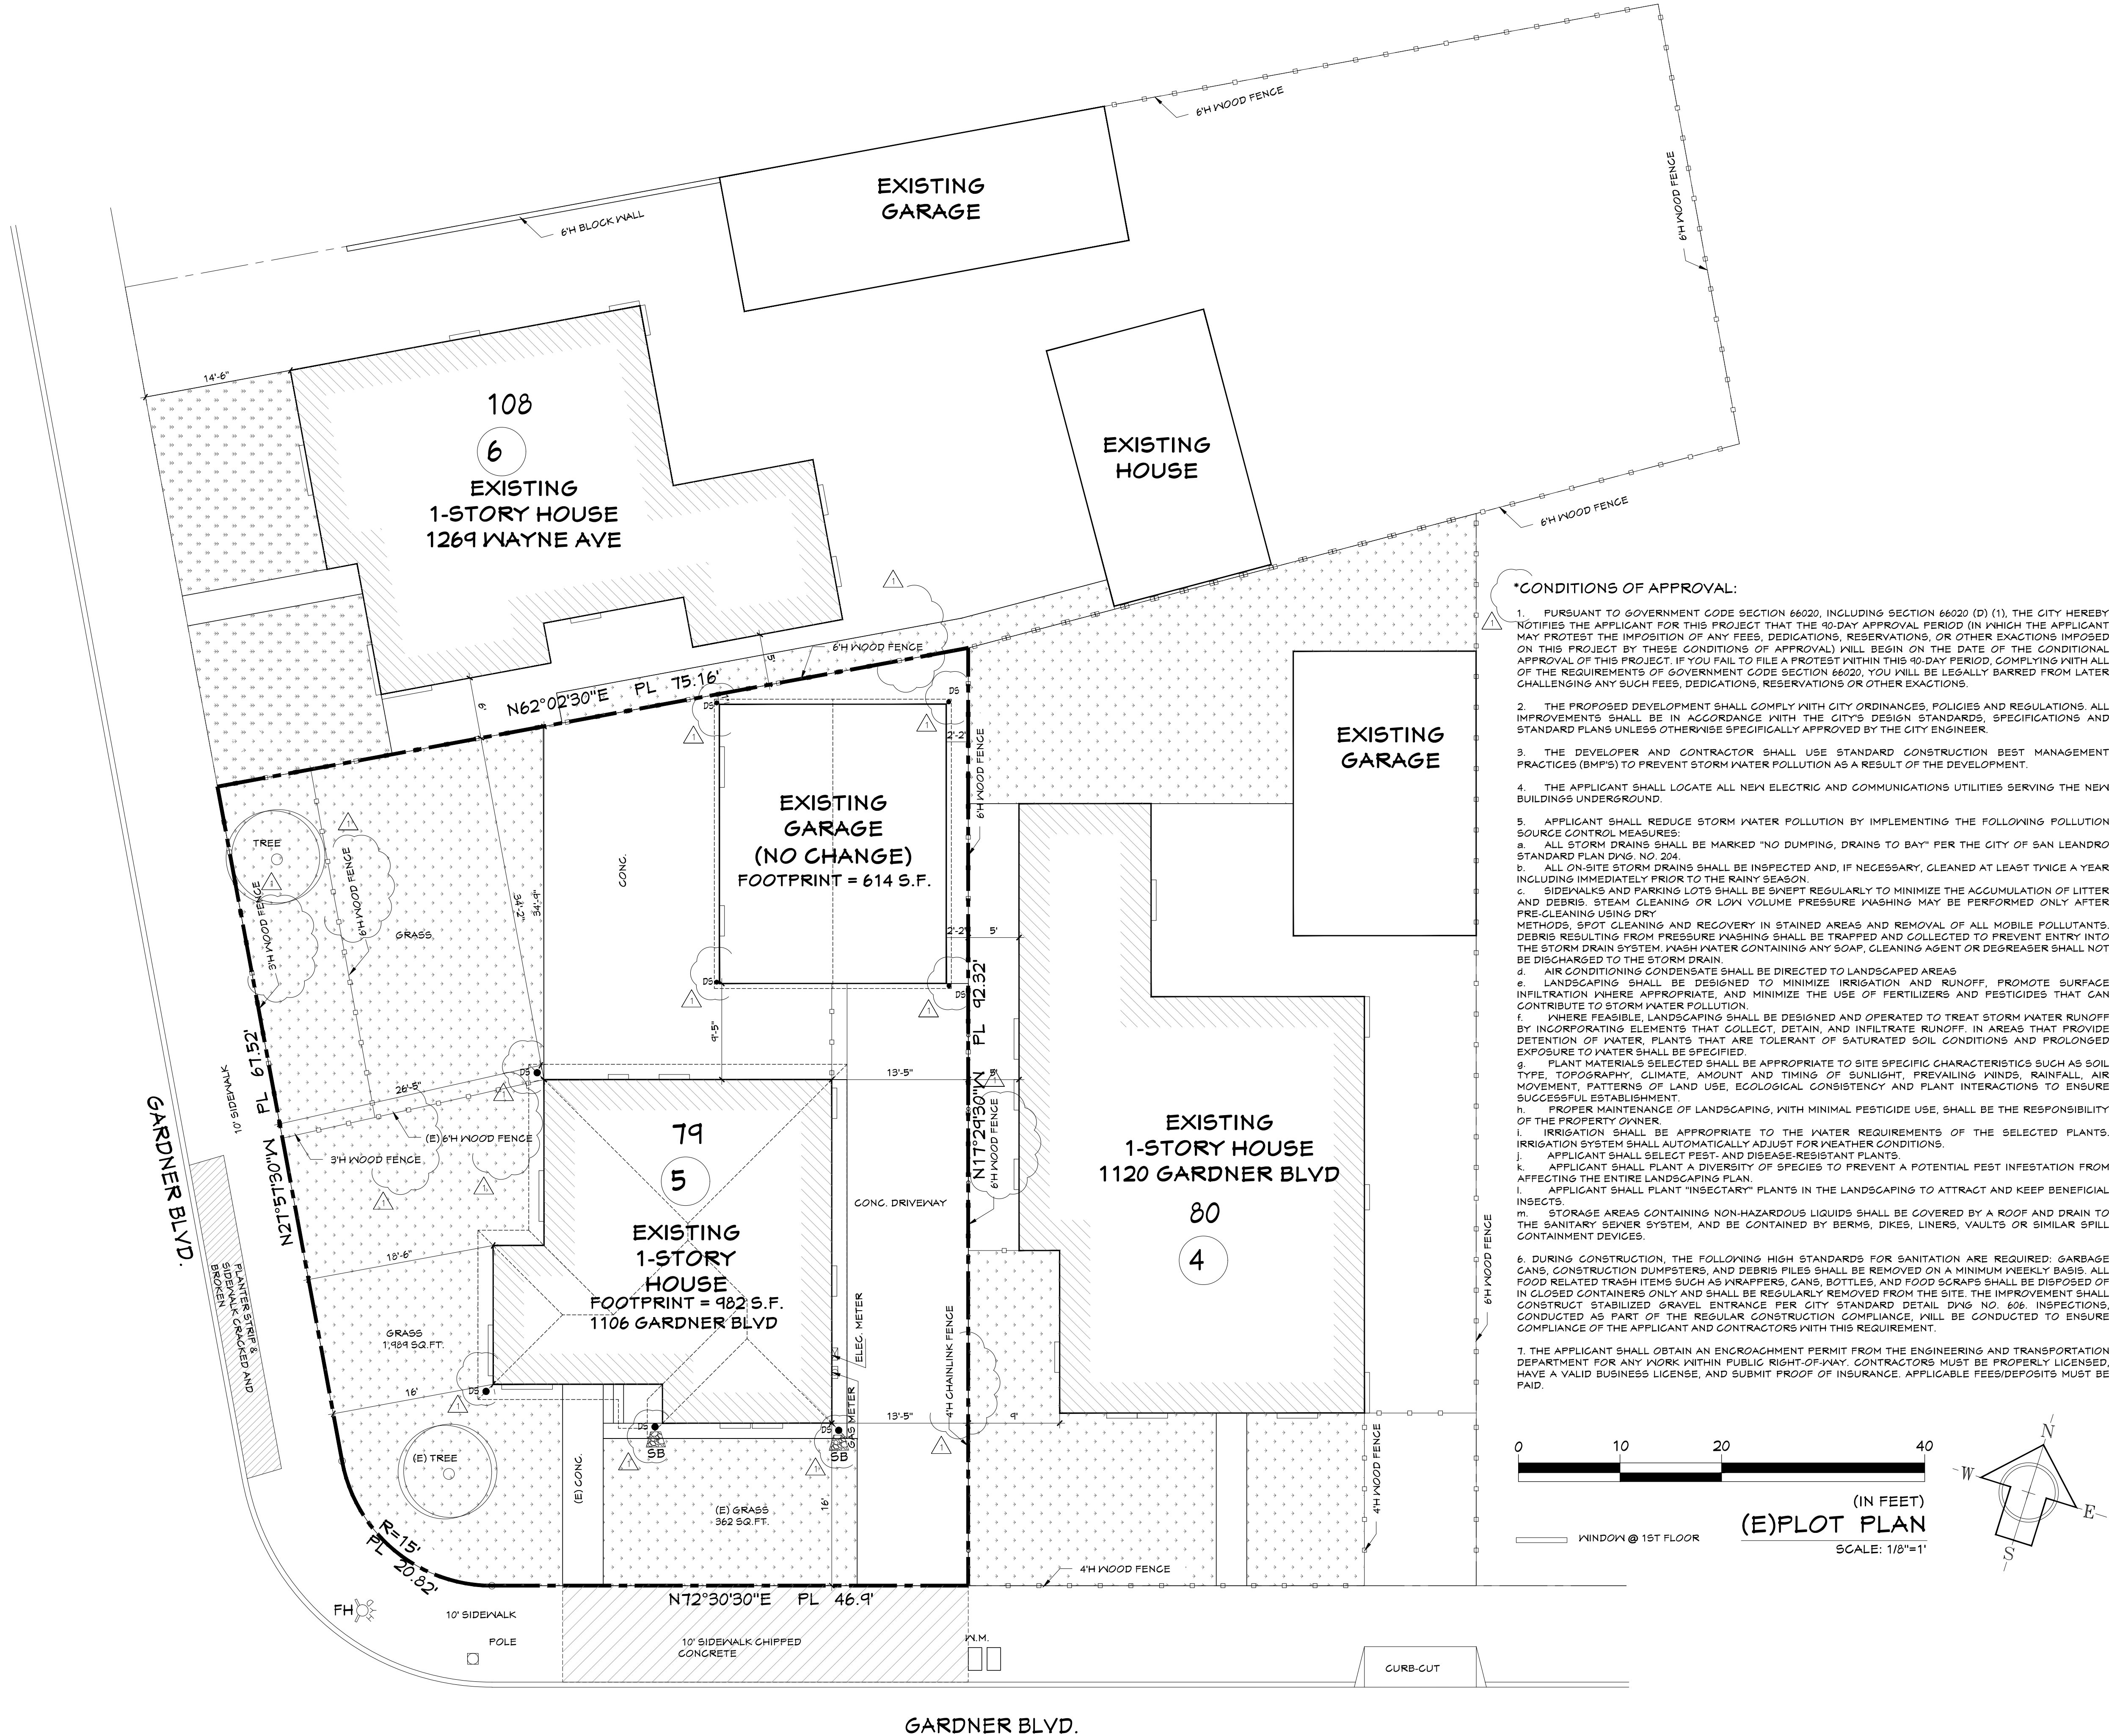 6'H WOOD FENCE
EXISTING
GARAGE
6'H WOOD FENCE
6'H BLOCK WALL
14'-6"
108
6
EXISTING
1-STORY HOUSE
1269 WAYNE AVE
EXISTING
HOUSE
6'H WOOD FENCE
5'
6'H WOOD FENCE
N62°02'30"E PL 75.16'
DS
DS
2'-2"
6'H WOOD FENCE
EXISTING
GARAGE
EXISTING
GARAGE
(NO CHANGE)
FOOTPRINT = 614 S.F.
CONC.
TREE
3'H WOOD FENCE
6'H WOOD FENCE
GRASS
34'-2"
34'-9"
2'-2"
5'
DS
DS
9'-5"
N27°57'30"W PL 67.52'
10' SIDEWALK
GARDNER BLVD.
26'-5"
DS
(E) 6'H WOOD FENCE
3'H WOOD FENCE
13'-5"
5'
N17°29'30"W PL 92.32'
6'H WOOD FENCE
79
5
EXISTING
1-STORY
HOUSE
FOOTPRINT = 982 S.F.
1106 GARDNER BLVD
CONC. DRIVEWAY
EXISTING
1-STORY HOUSE
1120 GARDNER BLVD
80
4
6'H WOOD FENCE
18'-6"
PLANTER STRIP &
SIDEWALK CRACKED AND
BROKEN
GRASS
1,989 SQ.FT.
16'
DS
ELEC. METER
GAS METER
4'H CHAINLINK FENCE
13'-5"
9'
DS
SB
DS
SB
(E) TREE
(E) CONC.
(E) GRASS
362 SQ.FT.
16'
4'H WOOD FENCE
4'H WOOD FENCE
R=15'
PL 20.82'
N72°30'30"E PL 46.9'
FH
10' SIDEWALK
POLE
10' SIDEWALK CHIPPED
CONCRETE
W.M.
CURB-CUT
GARDNER BLVD.
*CONDITIONS OF APPROVAL:
1. PURSUANT TO GOVERNMENT CODE SECTION 66020, INCLUDING SECTION 66020 (D) (1), THE CITY HEREBY
NOTIFIES THE APPLICANT FOR THIS PROJECT THAT THE 90-DAY APPROVAL PERIOD (IN WHICH THE APPLICANT
MAY PROTEST THE IMPOSITION OF ANY FEES, DEDICATIONS, RESERVATIONS, OR OTHER EXACTIONS IMPOSED
ON THIS PROJECT BY THESE CONDITIONS OF APPROVAL) WILL BEGIN ON THE DATE OF THE CONDITIONAL
APPROVAL OF THIS PROJECT. IF YOU FAIL TO FILE A PROTEST WITHIN THIS 90-DAY PERIOD, COMPLYING WITH ALL
OF THE REQUIREMENTS OF GOVERNMENT CODE SECTION 66020, YOU WILL BE LEGALLY BARRED FROM LATER
CHALLENGING ANY SUCH FEES, DEDICATIONS, RESERVATIONS OR OTHER EXACTIONS.
2. THE PROPOSED DEVELOPMENT SHALL COMPLY WITH CITY ORDINANCES, POLICIES AND REGULATIONS. ALL
IMPROVEMENTS SHALL BE IN ACCORDANCE WITH THE CITY'S DESIGN STANDARDS, SPECIFICATIONS AND
STANDARD PLANS UNLESS OTHERWISE SPECIFICALLY APPROVED BY THE CITY ENGINEER.
3. THE DEVELOPER AND CONTRACTOR SHALL USE STANDARD CONSTRUCTION BEST MANAGEMENT
PRACTICES (BMP'S) TO PREVENT STORM WATER POLLUTION AS A RESULT OF THE DEVELOPMENT.
4. THE APPLICANT SHALL LOCATE ALL NEW ELECTRIC AND COMMUNICATIONS UTILITIES SERVING THE NEW
BUILDINGS UNDERGROUND.
5. APPLICANT SHALL REDUCE STORM WATER POLLUTION BY IMPLEMENTING THE FOLLOWING POLLUTION
SOURCE CONTROL MEASURES:
a. ALL STORM DRAINS SHALL BE MARKED "NO DUMPING, DRAINS TO BAY" PER THE CITY OF SAN LEANDRO
STANDARD PLAN DWG. NO. 204.
b. ALL ON-SITE STORM DRAINS SHALL BE INSPECTED AND, IF NECESSARY, CLEANED AT LEAST TWICE A YEAR
INCLUDING IMMEDIATELY PRIOR TO THE RAINY SEASON.
c. SIDEWALKS AND PARKING LOTS SHALL BE SWEPT REGULARLY TO MINIMIZE THE ACCUMULATION OF LITTER
AND DEBRIS. STEAM CLEANING OR LOW VOLUME PRESSURE WASHING MAY BE PERFORMED ONLY AFTER
PRE-CLEANING USING DRY
METHODS, SPOT CLEANING AND RECOVERY IN STAINED AREAS AND REMOVAL OF ALL MOBILE POLLUTANTS.
DEBRIS RESULTING FROM PRESSURE WASHING SHALL BE TRAPPED AND COLLECTED TO PREVENT ENTRY INTO
THE STORM DRAIN SYSTEM. WASH WATER CONTAINING ANY SOAP, CLEANING AGENT OR DEGREASER SHALL NOT
BE DISCHARGED TO THE STORM DRAIN.
d. AIR CONDITIONING CONDENSATE SHALL BE DIRECTED TO LANDSCAPED AREAS
e. LANDSCAPING SHALL BE DESIGNED TO MINIMIZE IRRIGATION AND RUNOFF, PROMOTE SURFACE
INFILTRATION WHERE APPROPRIATE, AND MINIMIZE THE USE OF FERTILIZERS AND PESTICIDES THAT CAN
CONTRIBUTE TO STORM WATER POLLUTION.
f. WHERE FEASIBLE, LANDSCAPING SHALL BE DESIGNED AND OPERATED TO TREAT STORM WATER RUNOFF
BY INCORPORATING ELEMENTS THAT COLLECT, DETAIN, AND INFILTRATE RUNOFF. IN AREAS THAT PROVIDE
DETENTION OF WATER, PLANTS THAT ARE TOLERANT OF SATURATED SOIL CONDITIONS AND PROLONGED
EXPOSURE TO WATER SHALL BE SPECIFIED.
g. PLANT MATERIALS SELECTED SHALL BE APPROPRIATE TO SITE SPECIFIC CHARACTERISTICS SUCH AS SOIL
TYPE, TOPOGRAPHY, CLIMATE, AMOUNT AND TIMING OF SUNLIGHT, PREVAILING WINDS, RAINFALL, AIR
MOVEMENT, PATTERNS OF LAND USE, ECOLOGICAL CONSISTENCY AND PLANT INTERACTIONS TO ENSURE
SUCCESSFUL ESTABLISHMENT.
h. PROPER MAINTENANCE OF LANDSCAPING, WITH MINIMAL PESTICIDE USE, SHALL BE THE RESPONSIBILITY
OF THE PROPERTY OWNER.
i. IRRIGATION SHALL BE APPROPRIATE TO THE WATER REQUIREMENTS OF THE SELECTED PLANTS.
IRRIGATION SYSTEM SHALL AUTOMATICALLY ADJUST FOR WEATHER CONDITIONS.
j. APPLICANT SHALL SELECT PEST- AND DISEASE-RESISTANT PLANTS.
k. APPLICANT SHALL PLANT A DIVERSITY OF SPECIES TO PREVENT A POTENTIAL PEST INFESTATION FROM
AFFECTING THE ENTIRE LANDSCAPING PLAN.
l. APPLICANT SHALL PLANT "INSECTARY" PLANTS IN THE LANDSCAPING TO ATTRACT AND KEEP BENEFICIAL
INSECTS.
m. STORAGE AREAS CONTAINING NON-HAZARDOUS LIQUIDS SHALL BE COVERED BY A ROOF AND DRAIN TO
THE SANITARY SEWER SYSTEM, AND BE CONTAINED BY BERMS, DIKES, LINERS, VAULTS OR SIMILAR SPILL
CONTAINMENT DEVICES.
6. DURING CONSTRUCTION, THE FOLLOWING HIGH STANDARDS FOR SANITATION ARE REQUIRED: GARBAGE
CANS, CONSTRUCTION DUMPSTERS, AND DEBRIS PILES SHALL BE REMOVED ON A MINIMUM WEEKLY BASIS. ALL
FOOD RELATED TRASH ITEMS SUCH AS WRAPPERS, CANS, BOTTLES, AND FOOD SCRAPS SHALL BE DISPOSED OF
IN CLOSED CONTAINERS ONLY AND SHALL BE REGULARLY REMOVED FROM THE SITE. THE IMPROVEMENT SHALL
CONSTRUCT STABILIZED GRAVEL ENTRANCE PER CITY STANDARD DETAIL DWG NO. 606. INSPECTIONS,
CONDUCTED AS PART OF THE REGULAR CONSTRUCTION COMPLIANCE, WILL BE CONDUCTED TO ENSURE
COMPLIANCE OF THE APPLICANT AND CONTRACTORS WITH THIS REQUIREMENT.
7. THE APPLICANT SHALL OBTAIN AN ENCROACHMENT PERMIT FROM THE ENGINEERING AND TRANSPORTATION
DEPARTMENT FOR ANY WORK WITHIN PUBLIC RIGHT-OF-WAY. CONTRACTORS MUST BE PROPERLY LICENSED,
HAVE A VALID BUSINESS LICENSE, AND SUBMIT PROOF OF INSURANCE. APPLICABLE FEES/DEPOSITS MUST BE
PAID.
0 10 20 40
(IN FEET)
(E)PLOT PLAN
SCALE: 1/8"=1'
WINDOW @ 1ST FLOOR
N
W
E
S